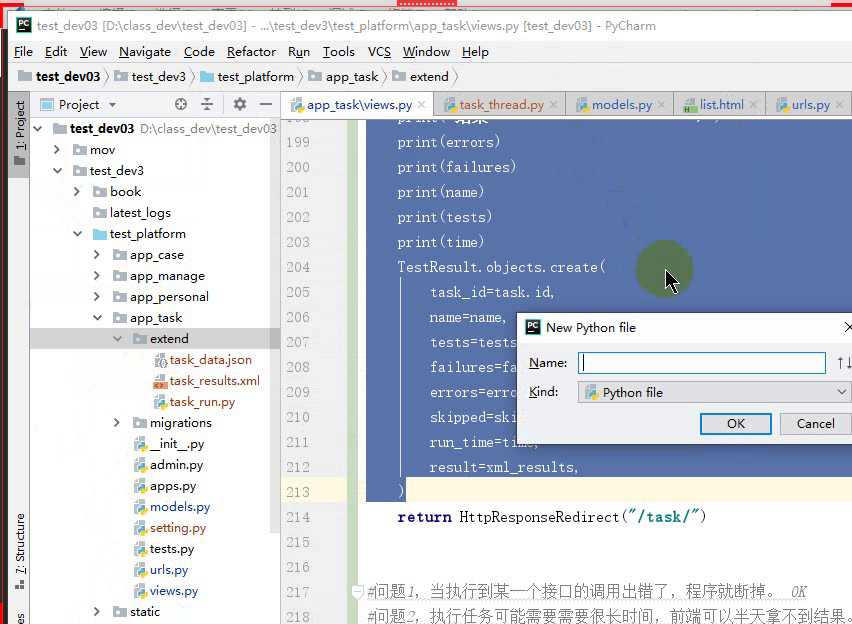 test_dev03 [D:\class_dev\test_dev03] - ...\test_dev3\test_platform\app_task\views.py [test_dev03] - PyCharm
File Edit View Navigate Code Refactor Run Tools VCS Window Help
test_dev03 test_dev3 test_platform app_task extend
Project
app_task\views.py task_thread.py models.py list.html urls.py
1: Project
7: Structure
test_dev03 D:\class_dev\test_dev03
mov
test_dev3
book
latest_logs
test_platform
app_case
app_manage
app_personal
app_task
extend
task_data.json
task_results.xml
task_run.py
migrations
__init__.py
admin.py
apps.py
models.py
setting.py
tests.py
urls.py
views.py
static
199 print(errors)
200 print(failures)
201 print(name)
202 print(tests)
203 print(time)
204 TestResult.objects.create(
205 task_id=task.id,
206 name=name,
207 tests=tests
208 failures=fa
209 errors=erro
210 skipped=ski
211 run_time=time,
212 result=xml_results,
213 )
214 return HttpResponseRedirect("/task/")
215
216
217 #问题1，当执行到某一个接口的调用出错了，程序就断掉。 OK
218 #问题2，执行任务可能需要需要很长时间，前端可以半天拿不到结果。
New Python file
Name:
Kind: Python file
OK Cancel